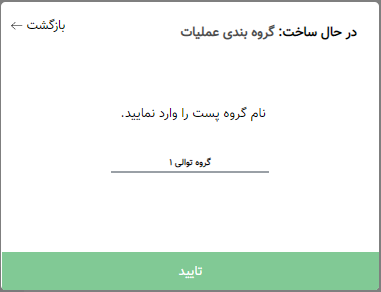 در حال ساخت: گروه بندی عملیات
بازگشت ←
نام گروه پست را وارد نمایید.
گروه توالی ۱
تایید